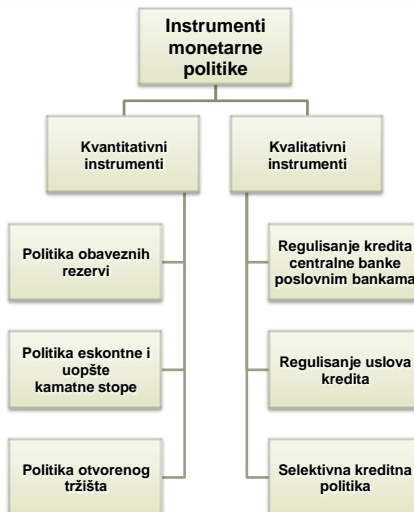 Instrumenti
monetarne
politike
Kvantitativni
instrumenti
Kvalitativni
instrumenti
Politika obaveznih
rezervi
Regulisanje kredita
centralne banke
poslovnim bankama
Politika eskontne i
uopšte
kamatne stope
Regulisanje uslova
kredita
Politika otvorenog
tržišta
Selektivna kreditna
politika